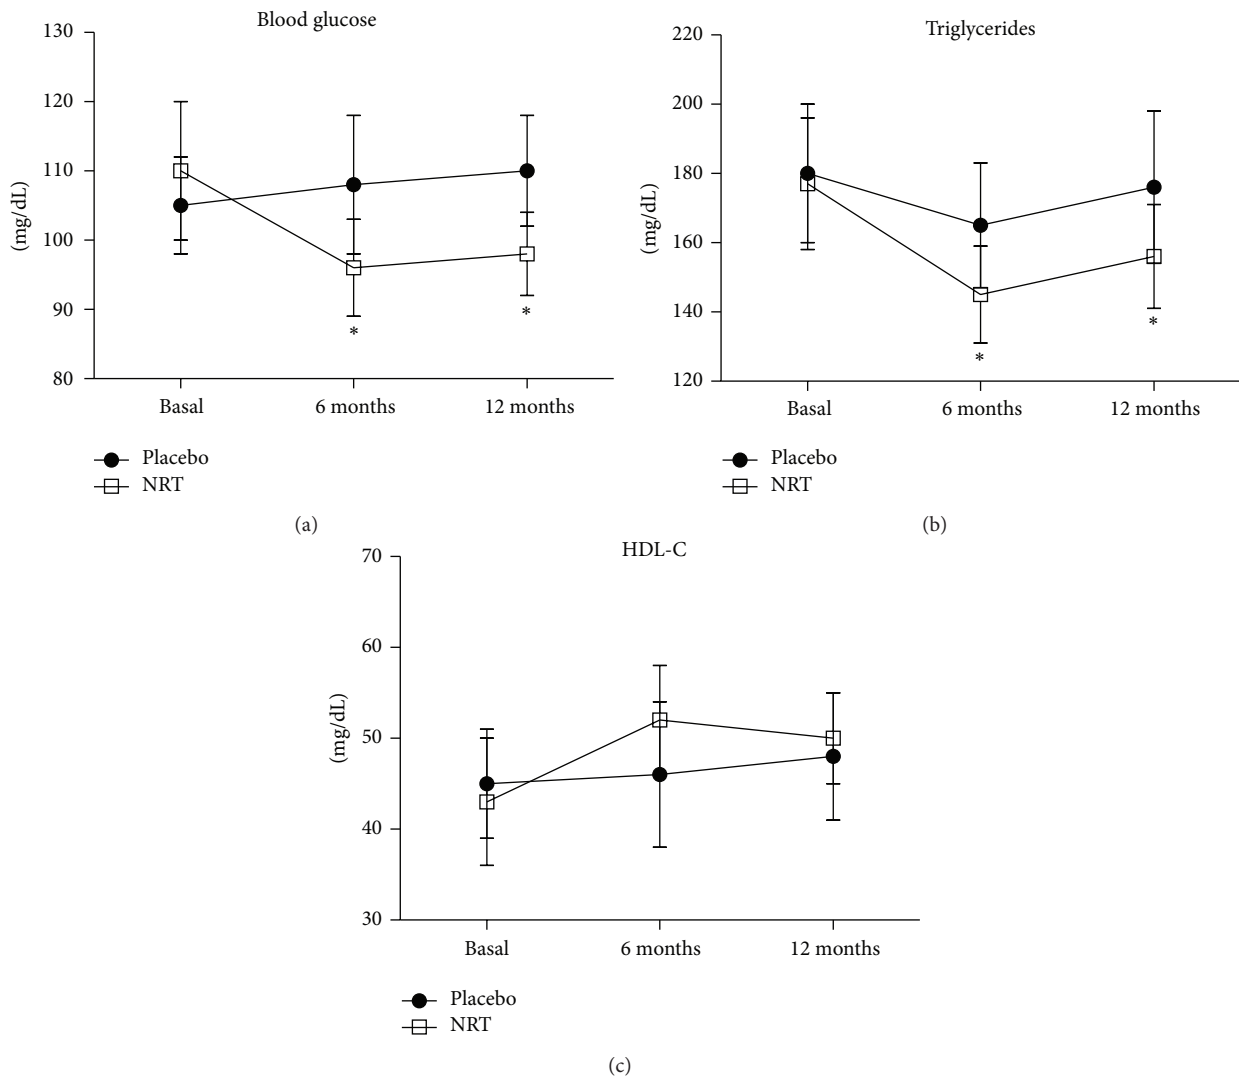 Blood glucose
130
120
110
100
90
80
(mg/dL)
*
*
Basal
6 months
12 months
Placebo
NRT
(a)
Triglycerides
220
200
180
160
140
120
(mg/dL)
*
*
Basal
6 months
12 months
Placebo
NRT
(b)
HDL-C
70
60
50
40
30
(mg/dL)
Basal
6 months
12 months
Placebo
NRT
(c)